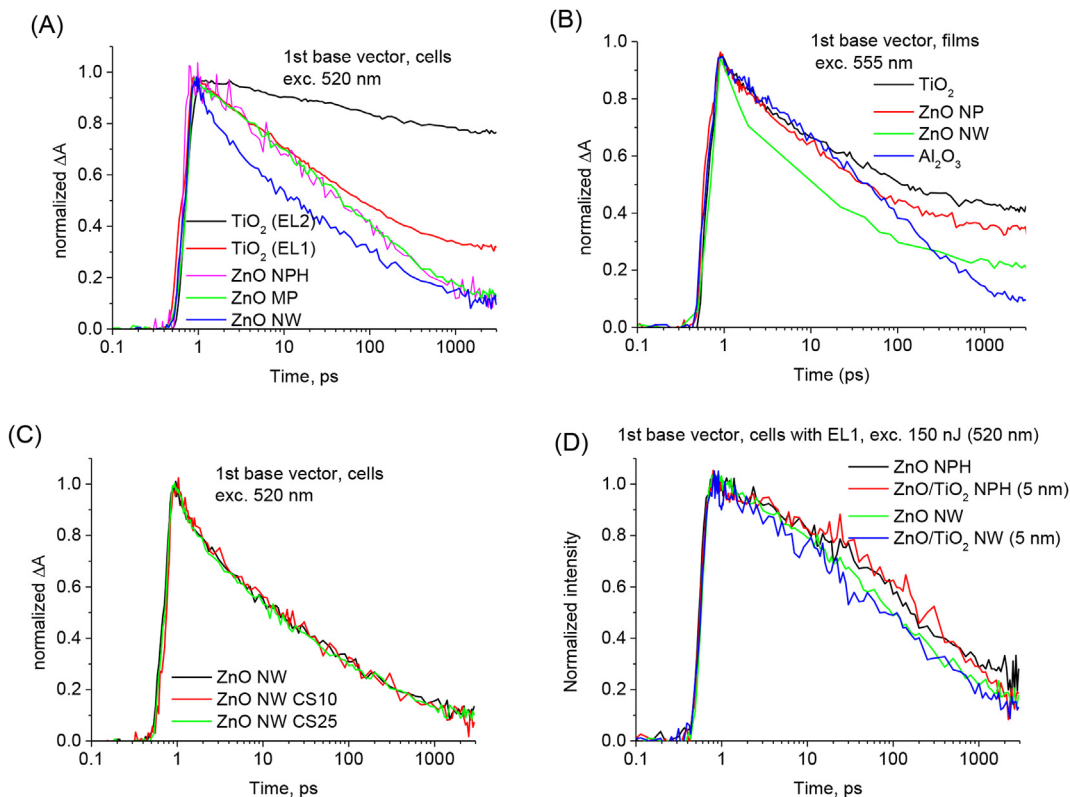 (A)
1st base vector, cells
exc. 520 nm
normalized ΔA
1.0
0.8
0.6
0.4
0.2
0.0
TiO2 (EL2)
TiO2 (EL1)
ZnO NPH
ZnO MP
ZnO NW
0.1 1 10 100 1000
Time, ps
(B)
1st base vector, films
exc. 555 nm
TiO2
ZnO NP
ZnO NW
Al2O3
normalized ΔA
1.0
0.8
0.6
0.4
0.2
0.0
0.1 1 10 100 1000
Time (ps)
(C)
1st base vector, cells
exc. 520 nm
normalized ΔA
1.0
0.8
0.6
0.4
0.2
0.0
ZnO NW
ZnO NW CS10
ZnO NW CS25
0.1 1 10 100 1000
Time, ps
(D)
1st base vector, cells with EL1, exc. 150 nJ (520 nm)
ZnO NPH
ZnO/TiO2 NPH (5 nm)
ZnO NW
ZnO/TiO2 NW (5 nm)
Normalized intensity
1.0
0.8
0.6
0.4
0.2
0.0
0.1 1 10 100 1000
Time, ps